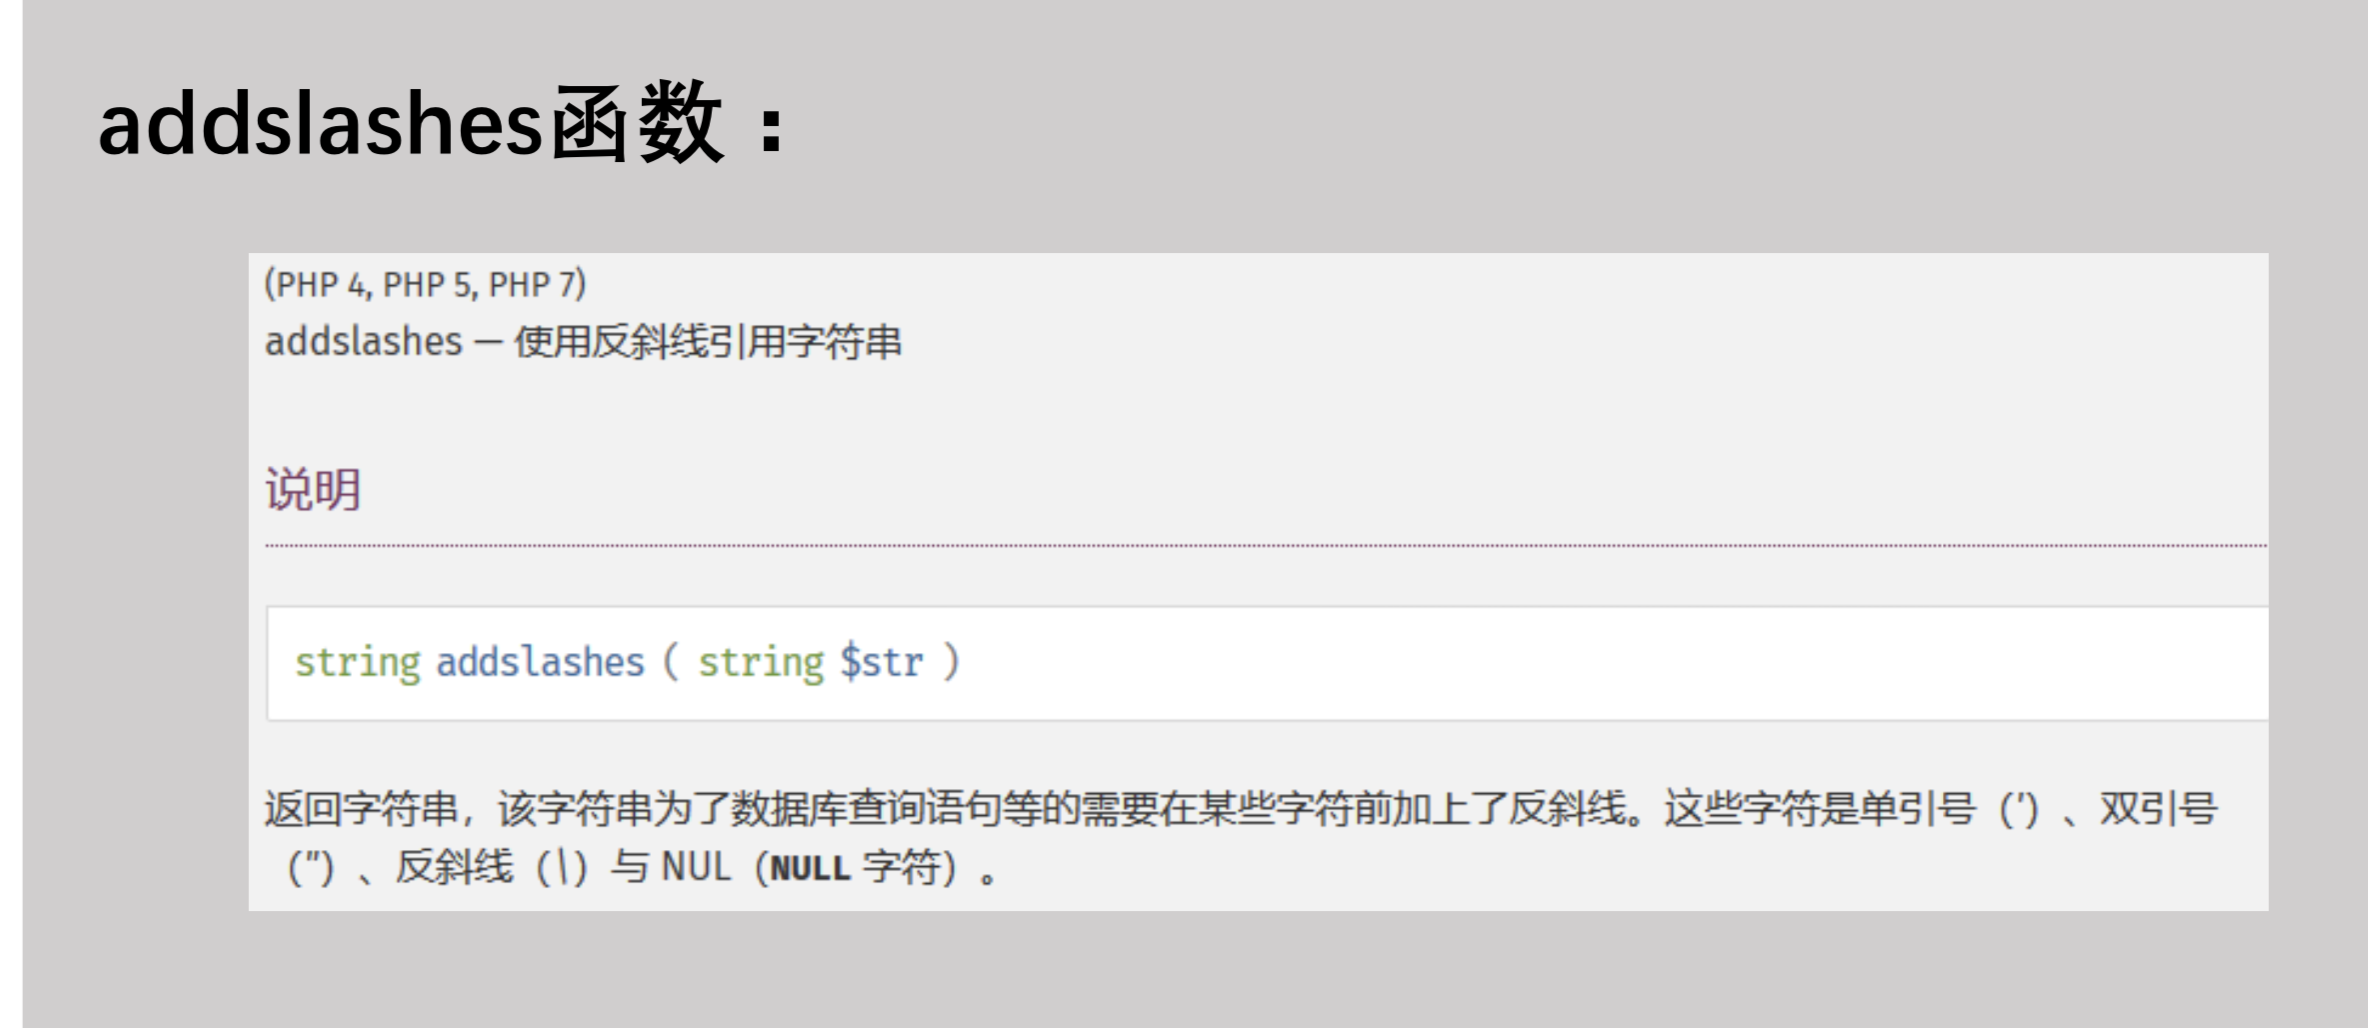 addslashes函数：
(PHP 4, PHP 5, PHP 7)
addslashes — 使用反斜线引用字符串
说明
string addslashes ( string $str )
返回字符串，该字符串为了数据库查询语句等的需要在某些字符前加上了反斜线。这些字符是单引号（'）、双引号
（"）、反斜线（\）与 NUL（NULL 字符）。